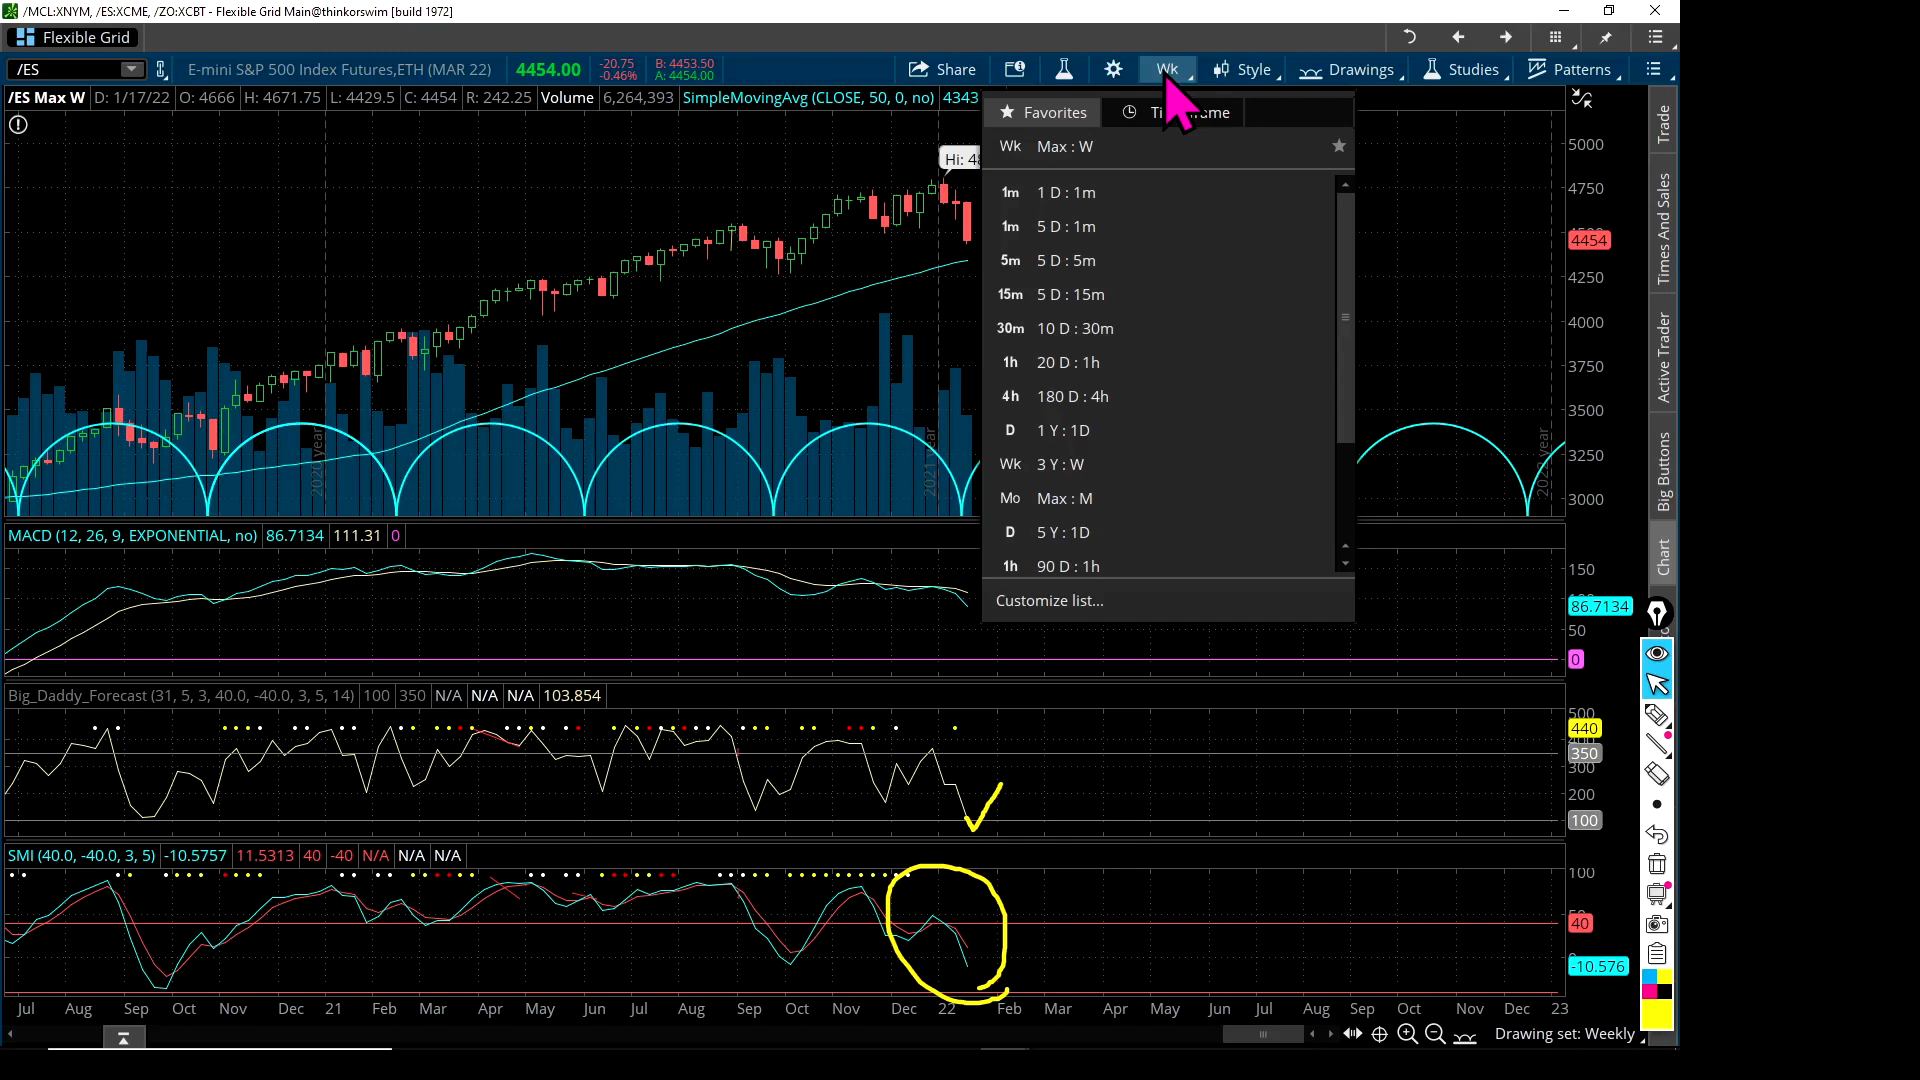 /MCL:XNYM, /ES:XCME, /ZO:XCBT - Flexible Grid Main@thinkorswim [build 1972]
Flexible Grid
/ES E-mini S&P 500 Index Futures,ETH (MAR 22) 4454.00 -20.75 -0.46% B: 4453.50 A: 4454.00 Share Wk Style Drawings Studies Patterns
/ES Max W D: 1/17/22 O: 4666 H: 4671.75 L: 4429.5 C: 4454 R: 242.25 Volume 6,264,393 SimpleMovingAvg (CLOSE, 50, 0, no) 4343
Favorites
Wk Max : W
1m 1 D : 1m
1m 5 D : 1m
5m 5 D : 5m
15m 5 D : 15m
30m 10 D : 30m
1h 20 D : 1h
4h 180 D : 4h
D 1 Y : 1D
Wk 3 Y : W
Mo Max : M
D 5 Y : 1D
1h 90 D : 1h
Customize list...
Hi: 48
2020 year
2021 year
2022 year
5000
4750
4454
4250
4000
3750
3500
3250
3000
Trade
Times And Sales
Active Trader
Big Buttons
Chart
MACD (12, 26, 9, EXPONENTIAL, no) 86.7134 111.31 0
150
86.7134
50
0
Big_Daddy_Forecast (31, 5, 3, 40.0, -40.0, 3, 5, 14) 100 350 N/A N/A N/A 103.854
500
440
350
300
200
100
SMI (40.0, -40.0, 3, 5) -10.5757 11.5313 40 -40 N/A N/A N/A
100
40
-10.576
Jul Aug Sep Oct Nov Dec 21 Feb Mar Apr May Jun Jul Aug Sep Oct Nov Dec 22 Feb Mar Apr May Jun Jul Aug Sep Oct Nov Dec 23
Drawing set: Weekly